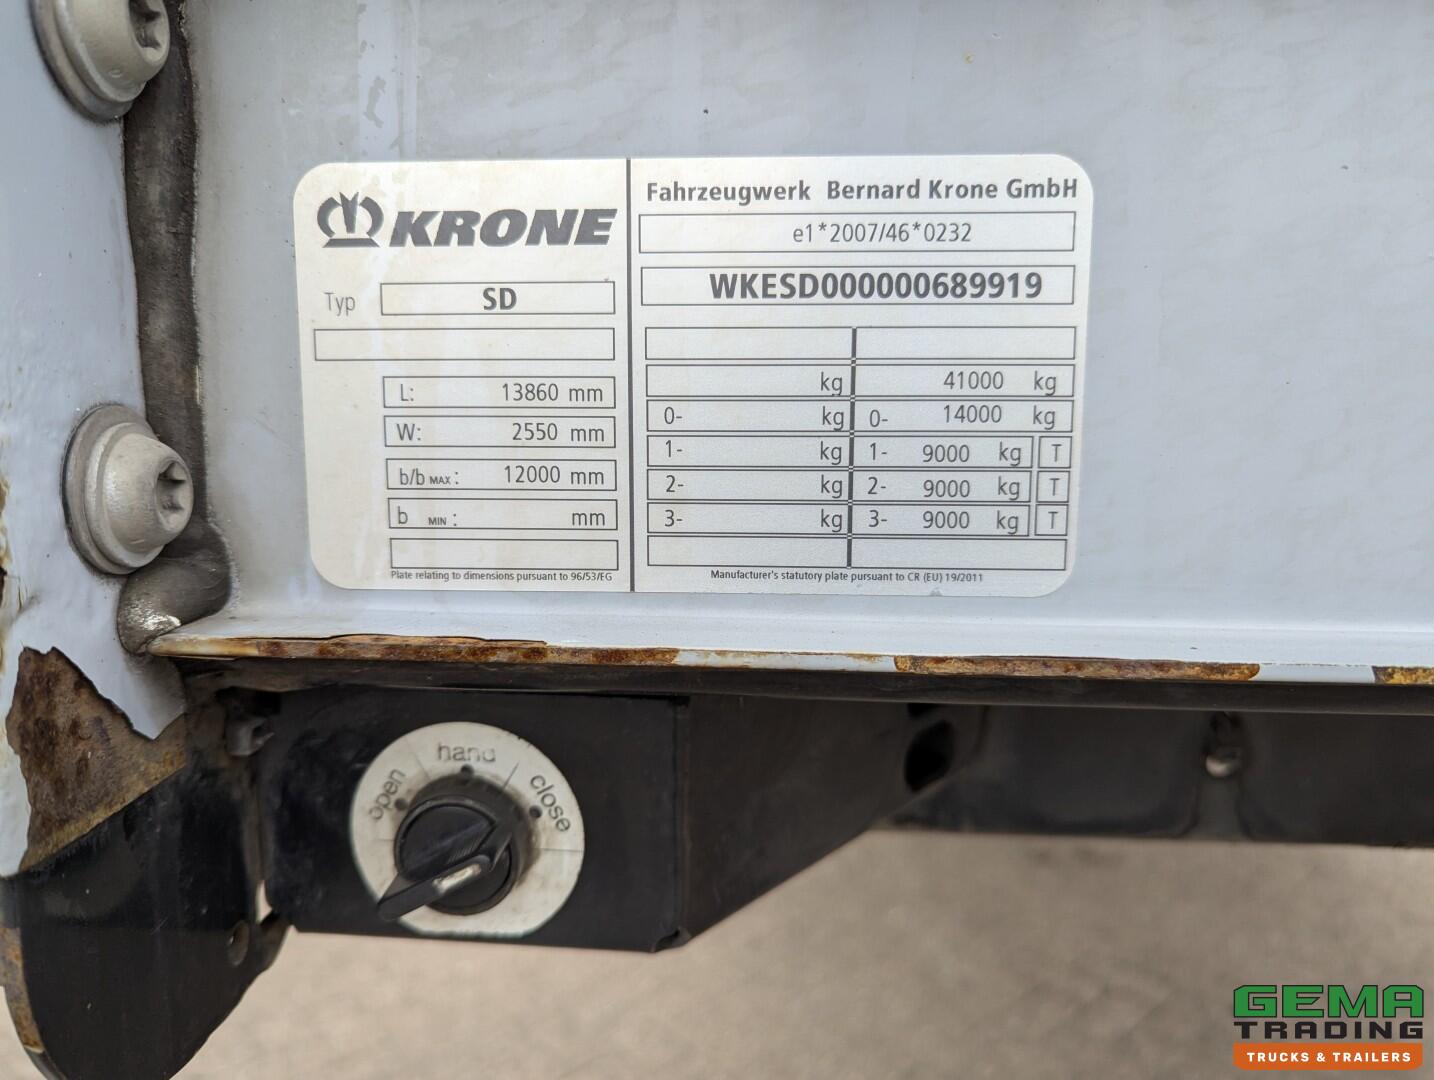 KRONE
Typ SD
L: 13860 mm
W: 2550 mm
b/b MAX : 12000 mm
b MIN : mm
Plate relating to dimensions pursuant to 96/53/EG
Fahrzeugwerk Bernard Krone GmbH
e1*2007/46*0232
WKESD000000689919
kg 41000 kg
0- kg 0- 14000 kg
1- kg 1- 9000 kg T
2- kg 2- 9000 kg T
3- kg 3- 9000 kg T
Manufacturer's statutory plate pursuant to CR (EU) 19/2011
open hand close
GEMA
TRADING
TRUCKS & TRAILERS